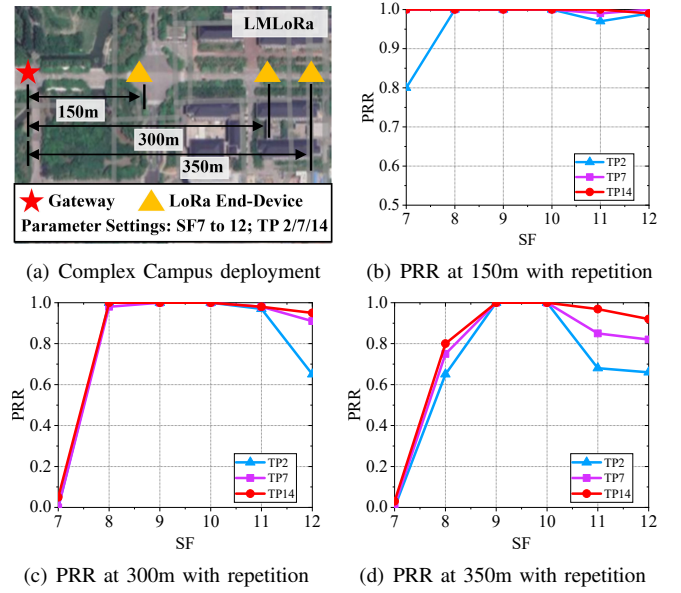 LMLoRa
150m
300m
350m
Gateway LoRa End-Device
Parameter Settings: SF7 to 12; TP 2/7/14
(a) Complex Campus deployment
1.0
0.9
0.8
0.7
0.6
0.5
PRR
TP2
TP7
TP14
7 8 9 10 11 12
SF
(b) PRR at 150m with repetition
1.0
0.8
0.6
0.4
0.2
0.0
PRR
TP2
TP7
TP14
7 8 9 10 11 12
SF
(c) PRR at 300m with repetition
1.0
0.8
0.6
0.4
0.2
0.0
PRR
TP2
TP7
TP14
7 8 9 10 11 12
SF
(d) PRR at 350m with repetition